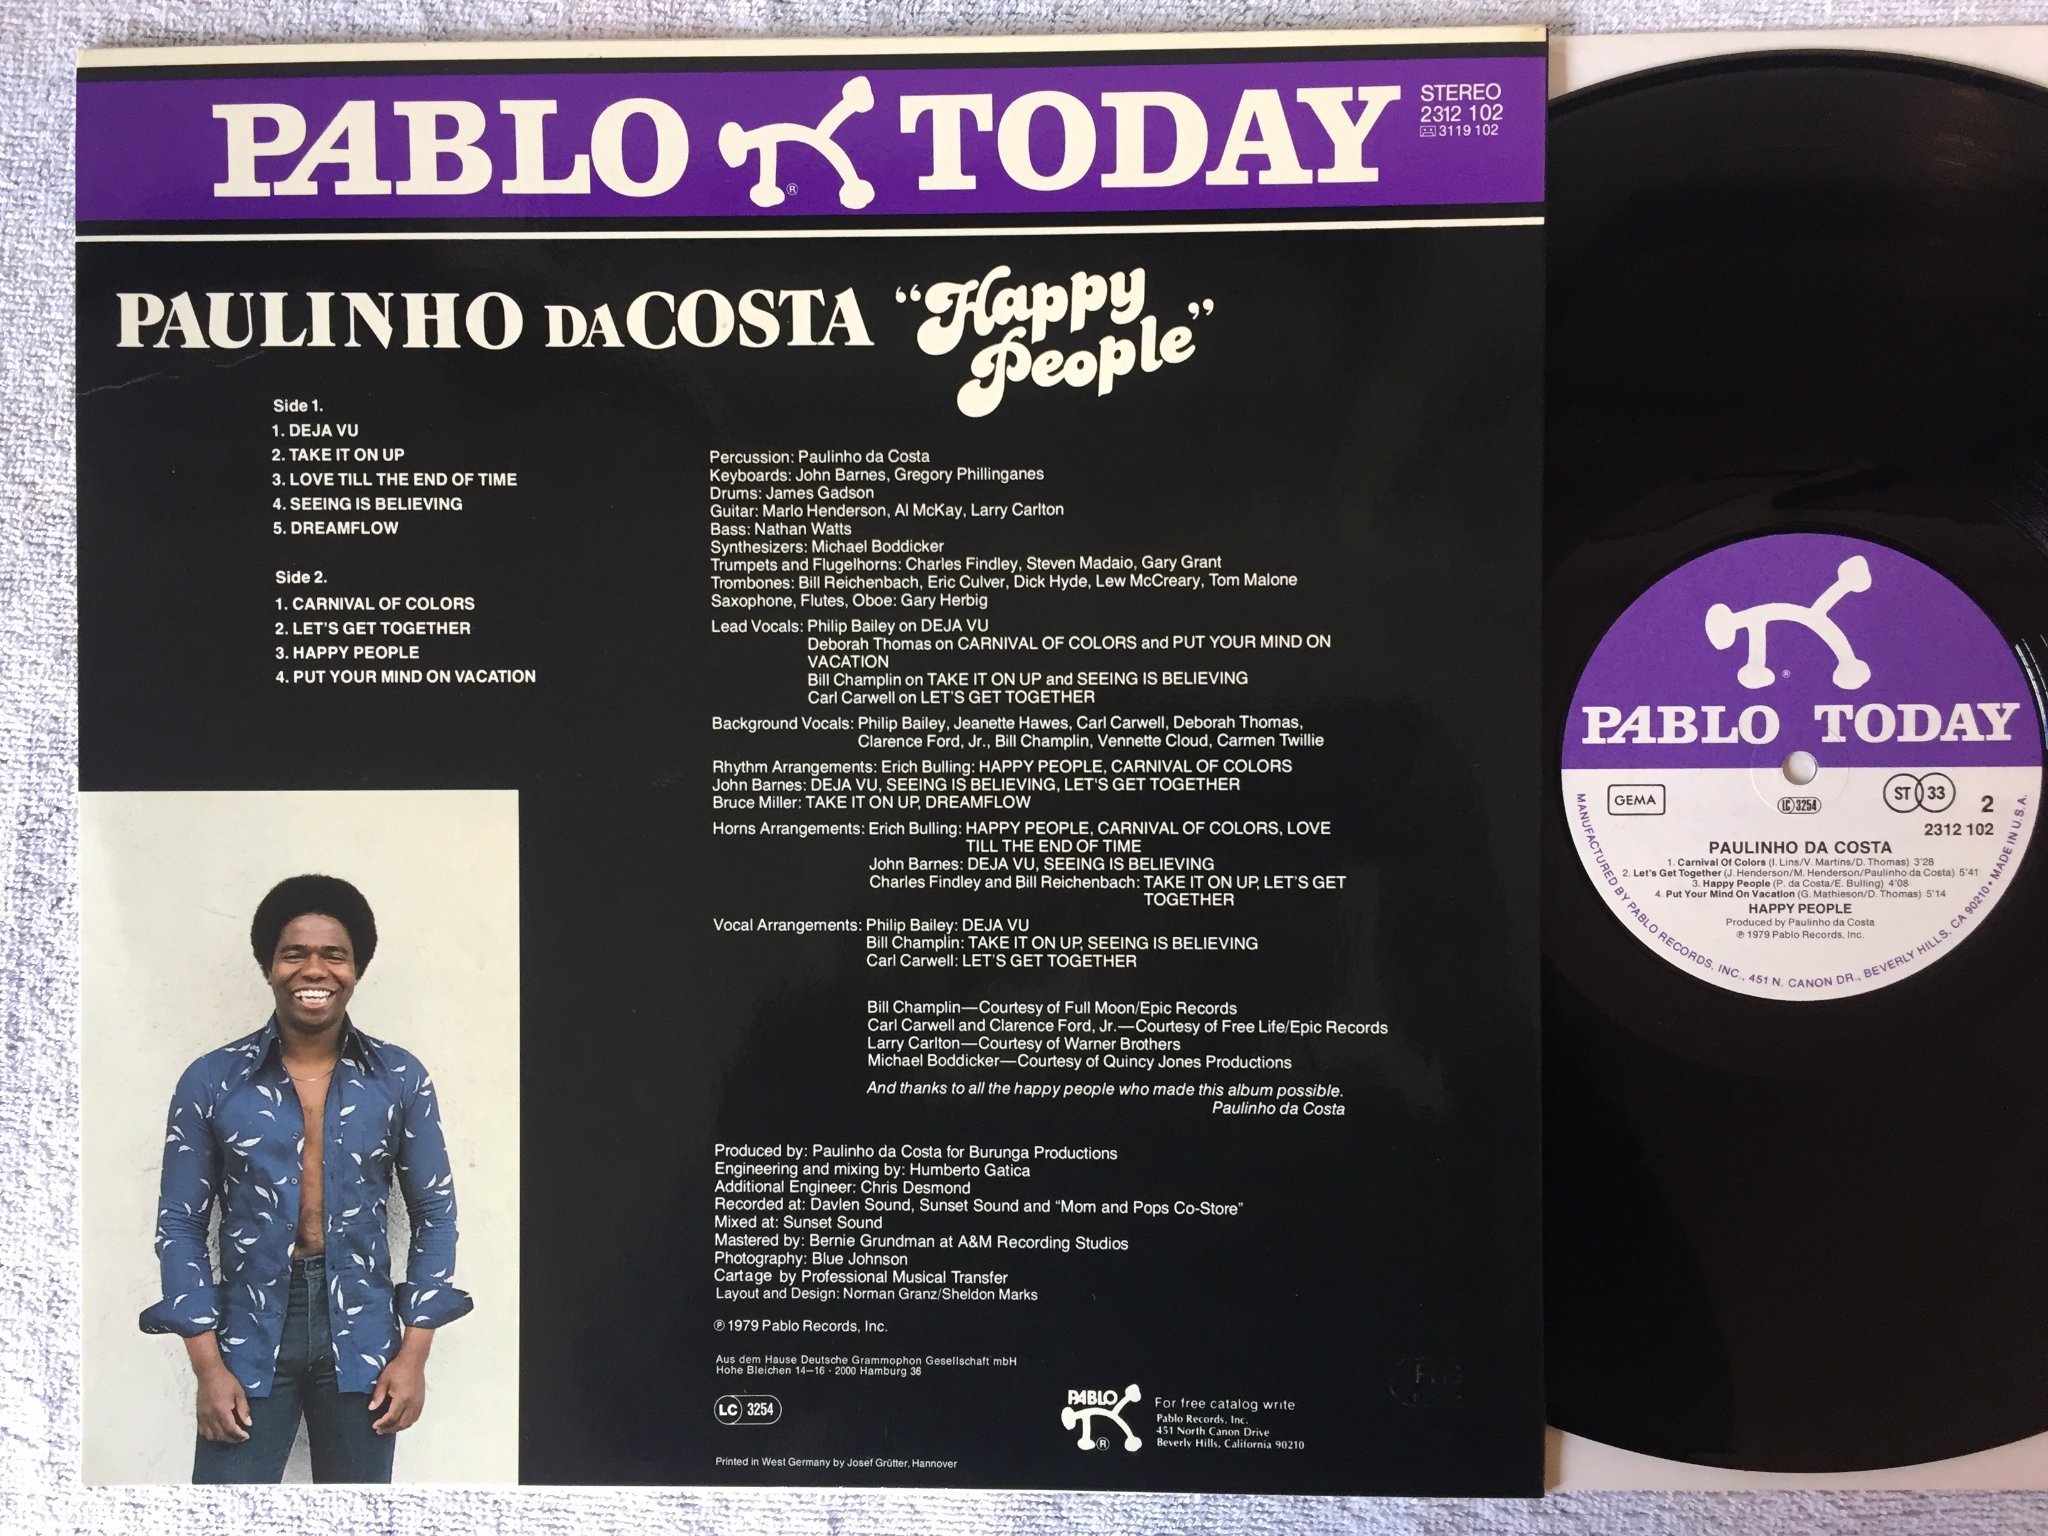 PABLO TODAY
®
STEREO
2312 102
3119 102
PAULINHO DA COSTA "Happy
People"
Side 1.
1. DEJA VU
2. TAKE IT ON UP
3. LOVE TILL THE END OF TIME
4. SEEING IS BELIEVING
5. DREAMFLOW
Side 2.
1. CARNIVAL OF COLORS
2. LET'S GET TOGETHER
3. HAPPY PEOPLE
4. PUT YOUR MIND ON VACATION
Percussion: Paulinho da Costa
Keyboards: John Barnes, Gregory Phillinganes
Drums: James Gadson
Guitar: Marlo Henderson, Al McKay, Larry Carlton
Bass: Nathan Watts
Synthesizers: Michael Boddicker
Trumpets and Flugelhorns: Charles Findley, Steven Madaio, Gary Grant
Trombones: Bill Reichenbach, Eric Culver, Dick Hyde, Lew McCreary, Tom Malone
Saxophone, Flutes, Oboe: Gary Herbig
Lead Vocals: Philip Bailey on DEJA VU
Deborah Thomas on CARNIVAL OF COLORS and PUT YOUR MIND ON
VACATION
Bill Champlin on TAKE IT ON UP and SEEING IS BELIEVING
Carl Carwell on LET'S GET TOGETHER
Background Vocals: Philip Bailey, Jeanette Hawes, Carl Carwell, Deborah Thomas,
Clarence Ford, Jr., Bill Champlin, Vennette Cloud, Carmen Twillie
Rhythm Arrangements: Erich Bulling: HAPPY PEOPLE, CARNIVAL OF COLORS
John Barnes: DEJA VU, SEEING IS BELIEVING, LET'S GET TOGETHER
Bruce Miller: TAKE IT ON UP, DREAMFLOW
Horns Arrangements: Erich Bulling: HAPPY PEOPLE, CARNIVAL OF COLORS, LOVE
TILL THE END OF TIME
John Barnes: DEJA VU, SEEING IS BELIEVING
Charles Findley and Bill Reichenbach: TAKE IT ON UP, LET'S GET
TOGETHER
Vocal Arrangements: Philip Bailey: DEJA VU
Bill Champlin: TAKE IT ON UP, SEEING IS BELIEVING
Carl Carwell: LET'S GET TOGETHER
Bill Champlin—Courtesy of Full Moon/Epic Records
Carl Carwell and Clarence Ford, Jr.—Courtesy of Free Life/Epic Records
Larry Carlton—Courtesy of Warner Brothers
Michael Boddicker—Courtesy of Quincy Jones Productions
And thanks to all the happy people who made this album possible.
Paulinho da Costa
Produced by: Paulinho da Costa for Burunga Productions
Engineering and mixing by: Humberto Gatica
Additional Engineer: Chris Desmond
Recorded at: Davlen Sound, Sunset Sound and "Mom and Pops Co-Store"
Mixed at: Sunset Sound
Mastered by: Bernie Grundman at A&M Recording Studios
Photography: Blue Johnson
Cartage by Professional Musical Transfer
Layout and Design: Norman Granz/Sheldon Marks
℗ 1979 Pablo Records, Inc.
Aus dem Hause Deutsche Grammophon Gesellschaft mbH
Hohe Bleichen 14–16 · 2000 Hamburg 36
LC 3254
Printed in West Germany by Josef Grütter, Hannover
PABLO
®
For free catalog write
Pablo Records, Inc.
451 North Canon Drive
Beverly Hills, California 90210
®
PABLO TODAY
GEMA
LC 3254
ST 33
2
2312 102
PAULINHO DA COSTA
1. Carnival Of Colors (I. Lins/V. Martins/D. Thomas) 3'28
2. Let's Get Together (J. Henderson/M. Henderson/Paulinho da Costa) 5'41
3. Happy People (P. da Costa/E. Bulling) 4'08
4. Put Your Mind On Vacation (G. Mathieson/D. Thomas) 5'14
HAPPY PEOPLE
Produced by Paulinho da Costa
℗ 1979 Pablo Records, Inc.
MANUFACTURED BY PABLO RECORDS, INC., 451 N. CANON DR., BEVERLY HILLS, CA 90210 • MADE IN U.S.A.